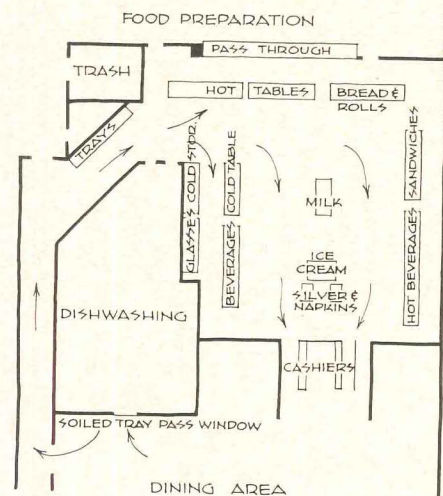 FOOD PREPARATION
PASS THROUGH
TRASH
HOT TABLES
BREAD &
ROLLS
TRAYS
GLASSES COLD STOR.
COLD TABLE
BEVERAGES
SANDWICHES
HOT BEVERAGES
MILK
ICE
CREAM
SILVER &
NAPKINS
DISHWASHING
CASHIERS
SOILED TRAY PASS WINDOW
DINING AREA